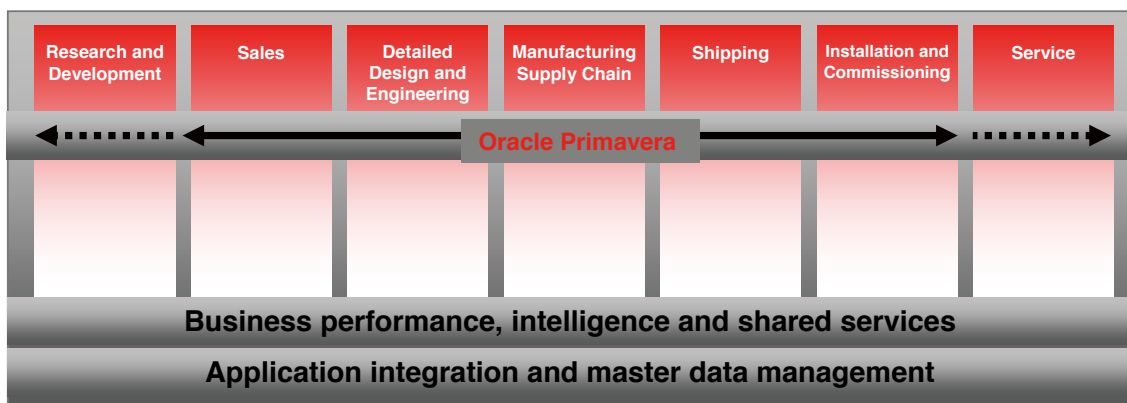 Research and
Development
Sales
Detailed
Design and
Engineering
Manufacturing
Supply Chain
Shipping
Installation and
Commissioning
Service
Oracle Primavera
Business performance, intelligence and shared services
Application integration and master data management